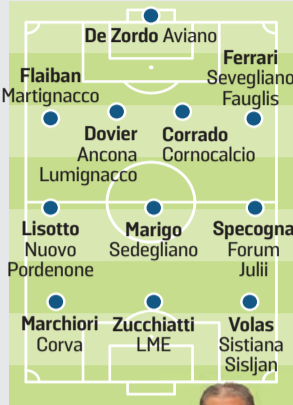 De Zordo Aviano
Flaiban
Martignacco
Ferrari
Sevegliano
Fauglis
Dovier
Ancona
Lumignacco
Corrado
Cornocalcio
Lisotto
Nuovo
Pordenone
Marigo
Sedegliano
Specogna
Forum
Julii
Marchiori
Corva
Zucchiatti
LME
Volas
Sistiana
Sisljan